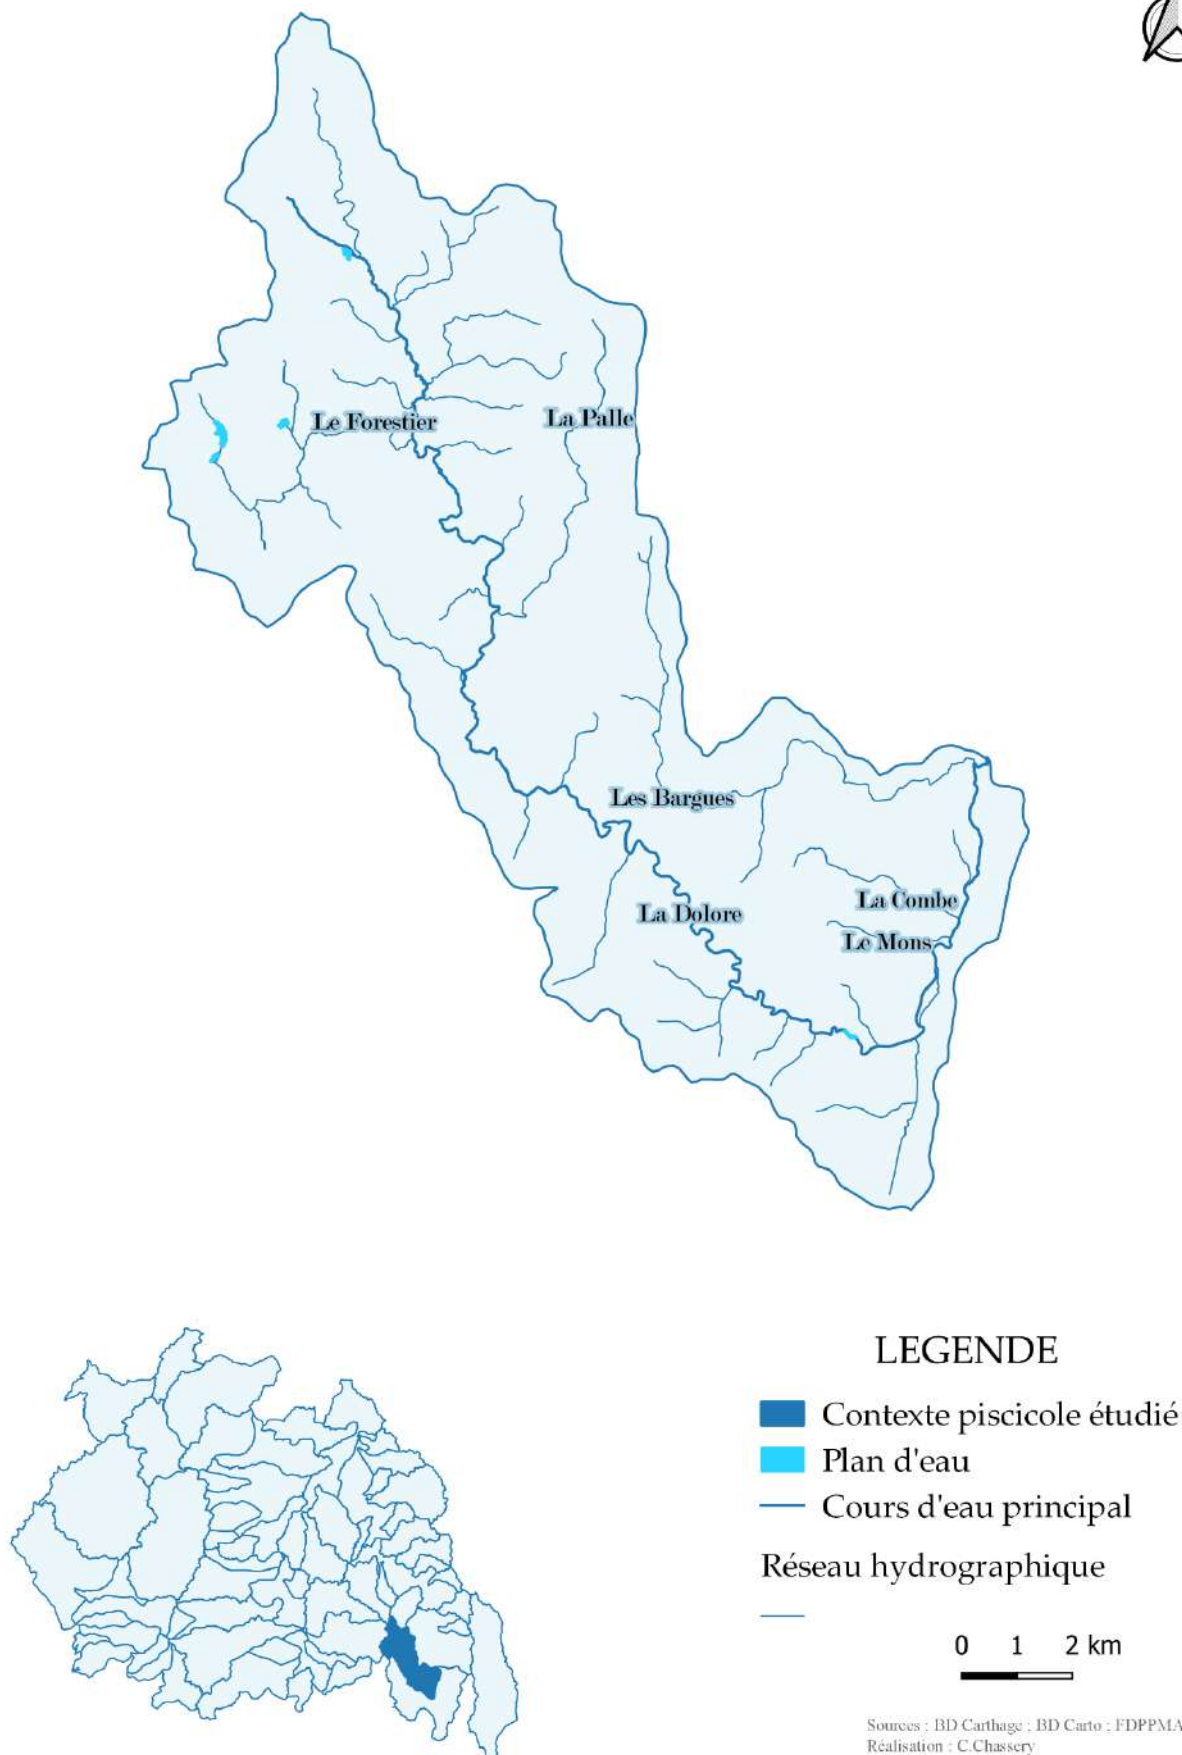 Le Forestier
La Palle
Les Bargues
La Combe
La Dolore
Le Mons
LEGENDE
Contexte piscicole étudié
Plan d'eau
Cours d'eau principal
Réseau hydrographique
0 1 2 km
Sources : BD Carthage ; BD Carto ; FDPPMA
Réalisation : C.Chassery